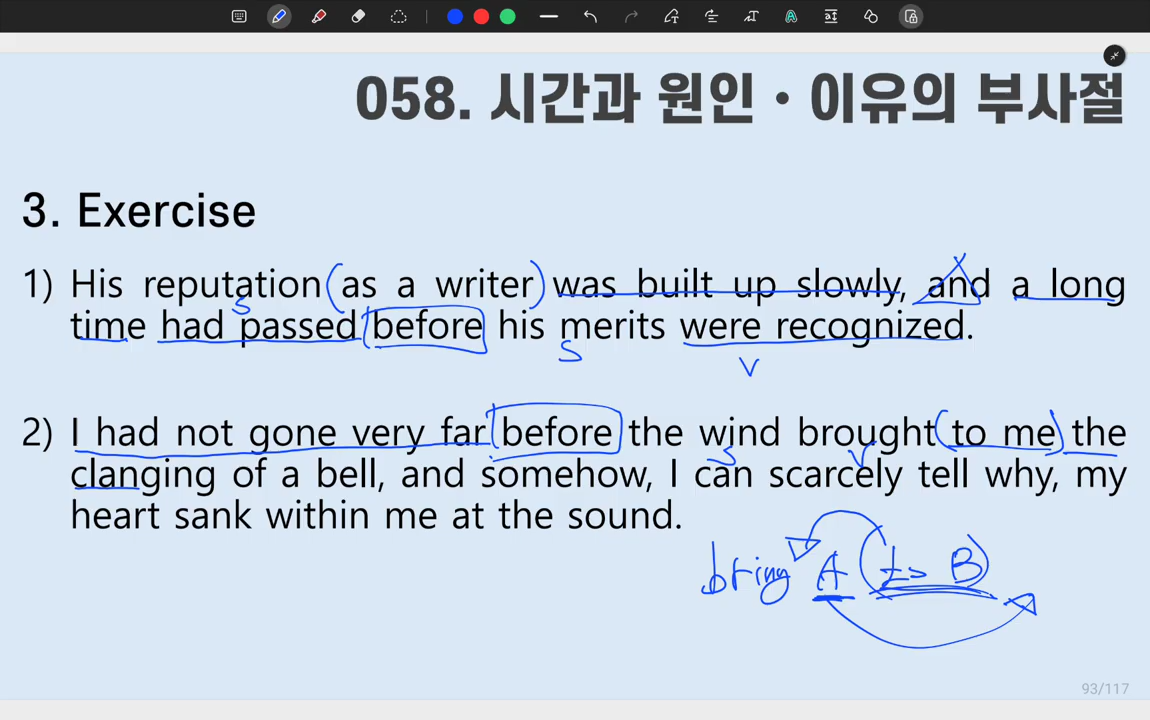 058. 시간과 원인・이유의 부사절
3. Exercise
1) His reputation (as a writer) was built up slowly, and a long
time had passed before his merits were recognized.
S
S
V
2) I had not gone very far before the wind brought (to me) the
S V
clanging of a bell, and somehow, I can scarcely tell why, my
heart sank within me at the sound.
bring A (to B)
93/117